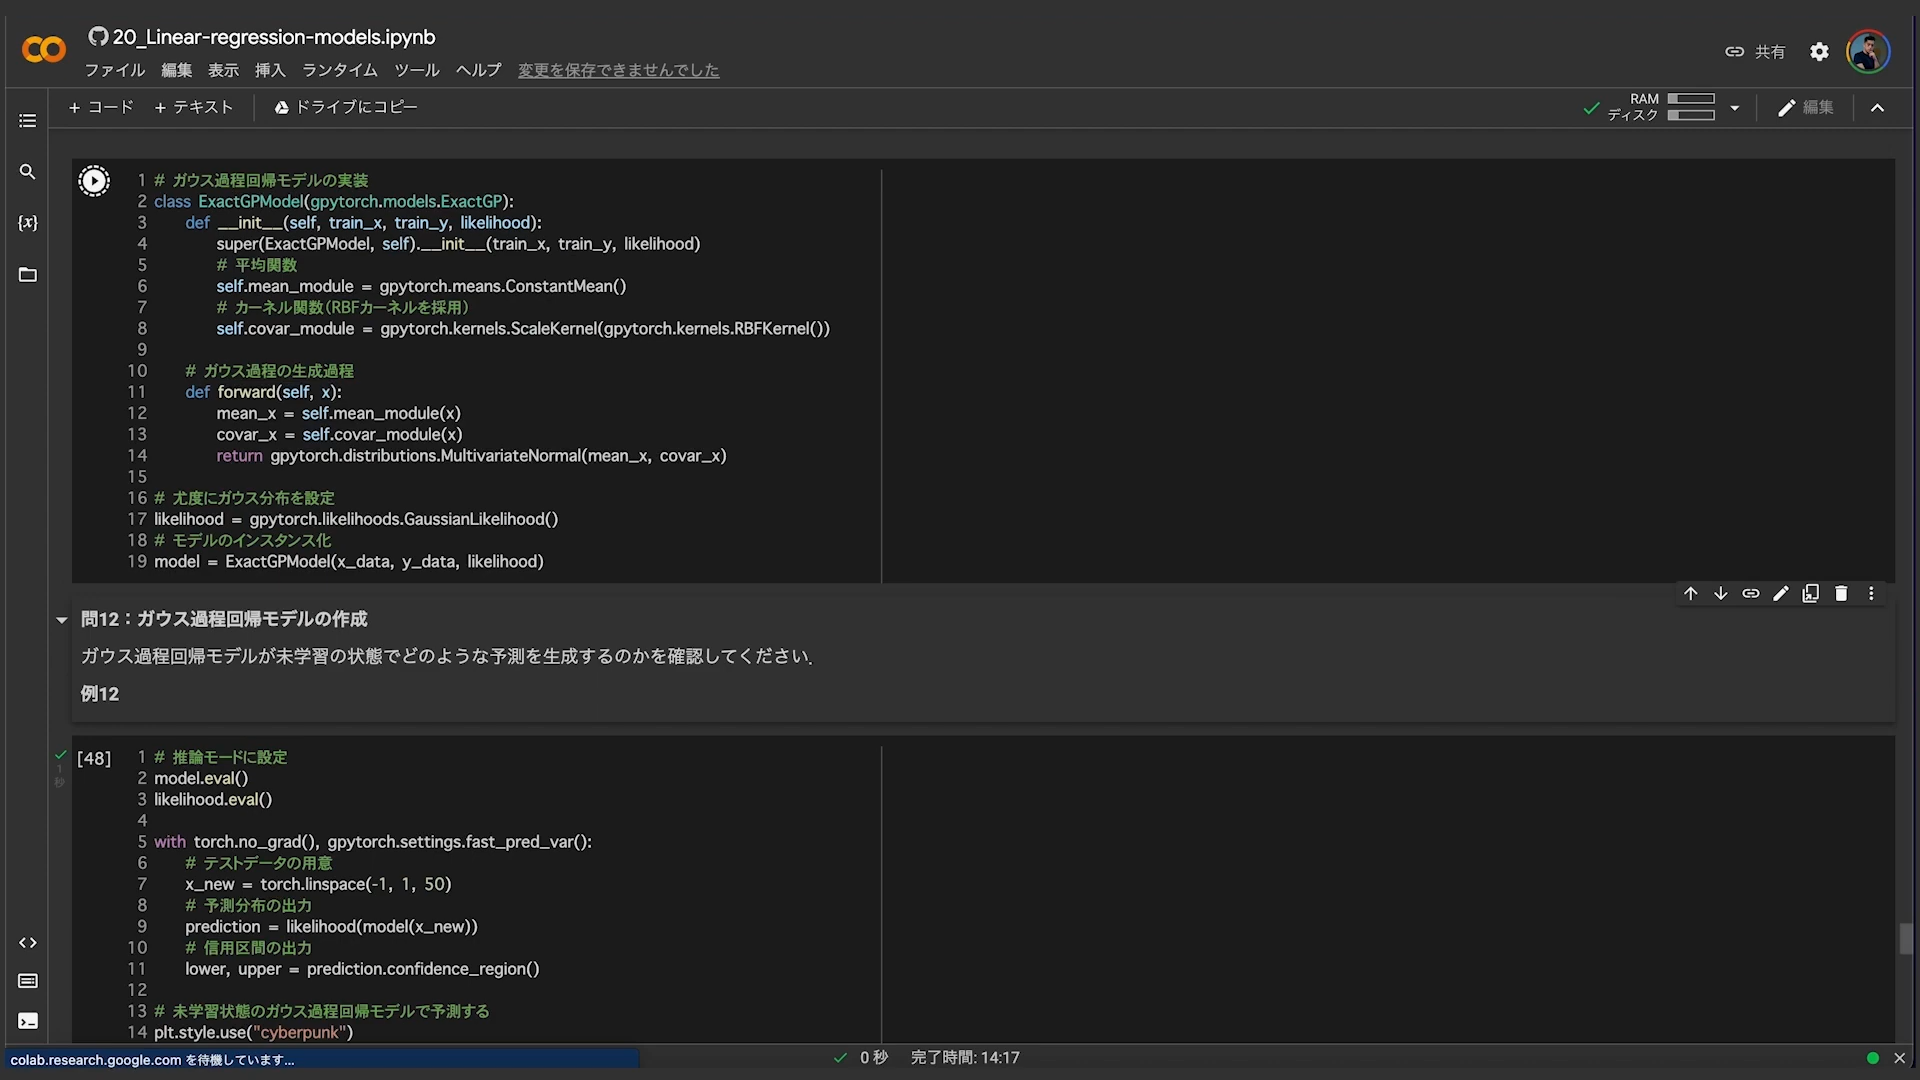 20_Linear-regression-models.ipynb
共有
ファイル 編集 表示 挿入 ランタイム ツール ヘルプ 変更を保存できませんでした
+ コード + テキスト ドライブにコピー
RAM
ディスク
編集
{x}
1 # ガウス過程回帰モデルの実装
2 class ExactGPModel(gpytorch.models.ExactGP):
3 def __init__(self, train_x, train_y, likelihood):
4 super(ExactGPModel, self).__init__(train_x, train_y, likelihood)
5 # 平均関数
6 self.mean_module = gpytorch.means.ConstantMean()
7 # カーネル関数(RBFカーネルを採用)
8 self.covar_module = gpytorch.kernels.ScaleKernel(gpytorch.kernels.RBFKernel())
9
10 # ガウス過程の生成過程
11 def forward(self, x):
12 mean_x = self.mean_module(x)
13 covar_x = self.covar_module(x)
14 return gpytorch.distributions.MultivariateNormal(mean_x, covar_x)
15
16 # 尤度にガウス分布を設定
17 likelihood = gpytorch.likelihoods.GaussianLikelihood()
18 # モデルのインスタンス化
19 model = ExactGPModel(x_data, y_data, likelihood)
問12：ガウス過程回帰モデルの作成
ガウス過程回帰モデルが未学習の状態でどのような予測を生成するのかを確認してください．
例12
1
秒
[48]
1 # 推論モードに設定
2 model.eval()
3 likelihood.eval()
4
5 with torch.no_grad(), gpytorch.settings.fast_pred_var():
6 # テストデータの用意
7 x_new = torch.linspace(-1, 1, 50)
8 # 予測分布の出力
9 prediction = likelihood(model(x_new))
10 # 信用区間の出力
11 lower, upper = prediction.confidence_region()
12
13 # 未学習状態のガウス過程回帰モデルで予測する
14 plt.style.use("cyberpunk")
colab.research.google.com を待機しています...
0 秒 完了時間: 14:17